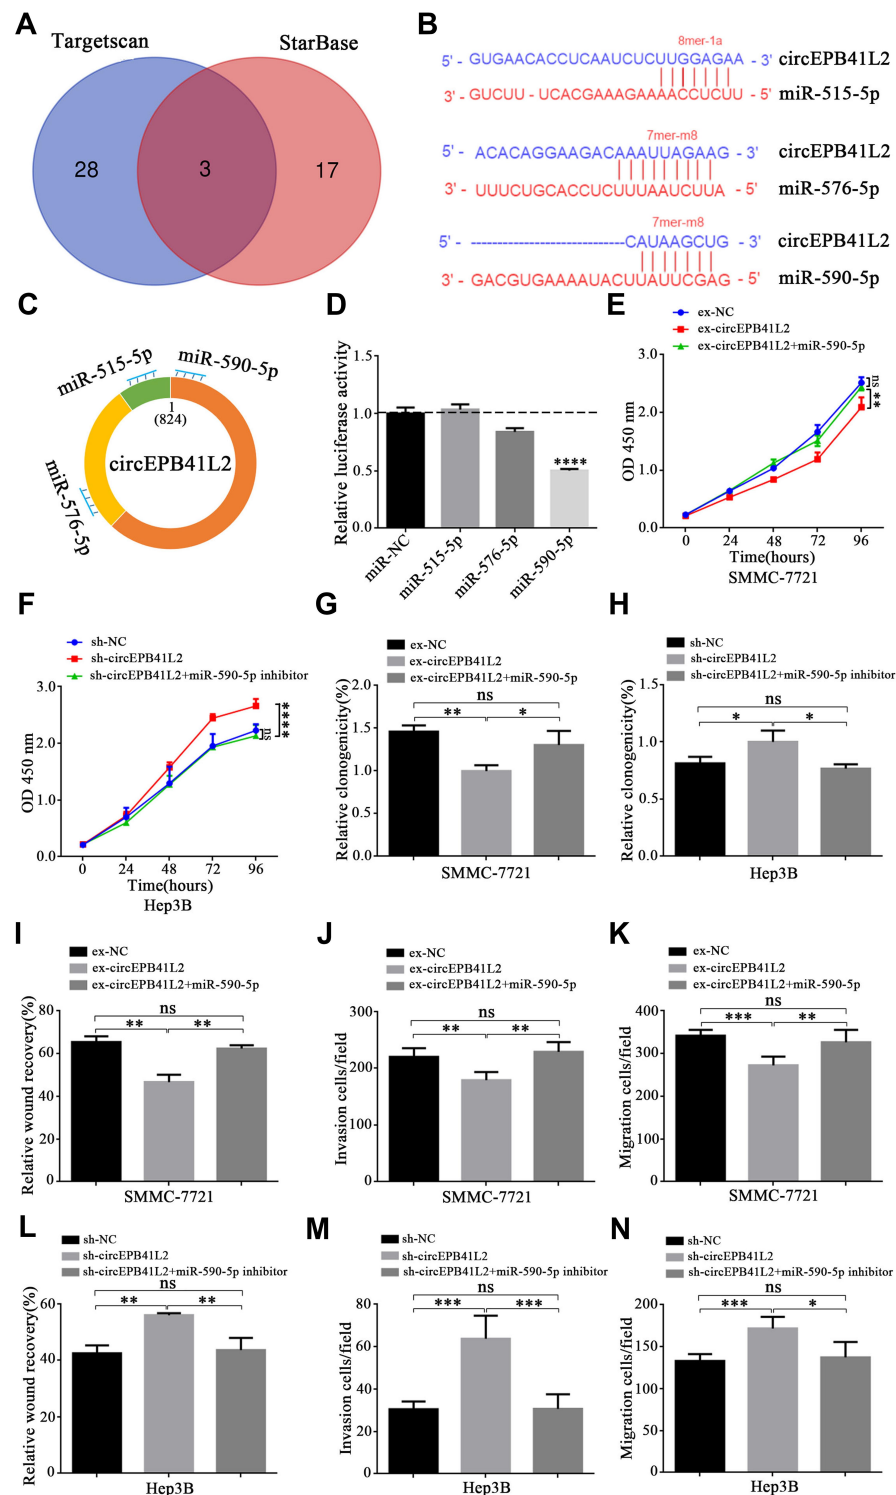 A
Targetscan
StarBase
28
3
17
B
8mer-1a
5' - GUGAACACCUCAAUCUCUUGGAGAA - 3' circEPB41L2
3' - GUCUU - UCACGAAAGAAAACCUCUU - 5' miR-515-5p
7mer-m8
5' - ACACAGGAAGACAAAUUAGAAG - 3' circEPB41L2
3' - UUUCUGCACCUCUUUAAUCUUA - 5' miR-576-5p
7mer-m8
5' - ------------------------------CAUAAGCUG - 3' circEPB41L2
3' - GACGUGAAAAUACUUAUUCGAG - 5' miR-590-5p
C
miR-515-5p
miR-590-5p
1
(824)
circEPB41L2
miR-576-5p
D
Relative luciferase activity
1.5
1.0
0.5
0.0
****
miR-NC
miR-515-5p
miR-576-5p
miR-590-5p
E
ex-NC
ex-circEPB41L2
ex-circEPB41L2+miR-590-5p
OD 450 nm
3.0
2.0
1.0
0.0
ns
***
0 24 48 72 96
Time(hours)
SMMC-7721
F
sh-NC
sh-circEPB41L2
sh-circEPB41L2+miR-590-5p inhibitor
OD 450 nm
3.0
2.0
1.0
0.0
ns
****
0 24 48 72 96
Time(hours)
Hep3B
G
ex-NC
ex-circEPB41L2
ex-circEPB41L2+miR-590-5p
Relative clonogenicity(%)
2.0
1.5
1.0
0.5
0.0
ns
** *
SMMC-7721
H
sh-NC
sh-circEPB41L2
sh-circEPB41L2+miR-590-5p inhibitor
Relative clonogenicity(%)
1.5
1.0
0.5
0.0
ns
* *
Hep3B
I
ex-NC
ex-circEPB41L2
ex-circEPB41L2+miR-590-5p
Relative wound recovery(%)
80
60
40
20
0
ns
** **
SMMC-7721
J
ex-NC
ex-circEPB41L2
ex-circEPB41L2+miR-590-5p
Invasion cells/field
300
200
100
0
ns
** **
SMMC-7721
K
ex-NC
ex-circEPB41L2
ex-circEPB41L2+miR-590-5p
Migration cells/field
400
300
200
100
0
ns
*** **
SMMC-7721
L
sh-NC
sh-circEPB41L2
sh-circEPB41L2+miR-590-5p inhibitor
Relative wound recovery(%)
60
40
20
0
ns
** **
Hep3B
M
sh-NC
sh-circEPB41L2
sh-circEPB41L2+miR-590-5p inhibitor
Invasion cells/field
80
60
40
20
0
ns
*** ***
Hep3B
N
sh-NC
sh-circEPB41L2
sh-circEPB41L2+miR-590-5p inhibitor
Migration cells/field
200
150
100
50
0
ns
*** *
Hep3B